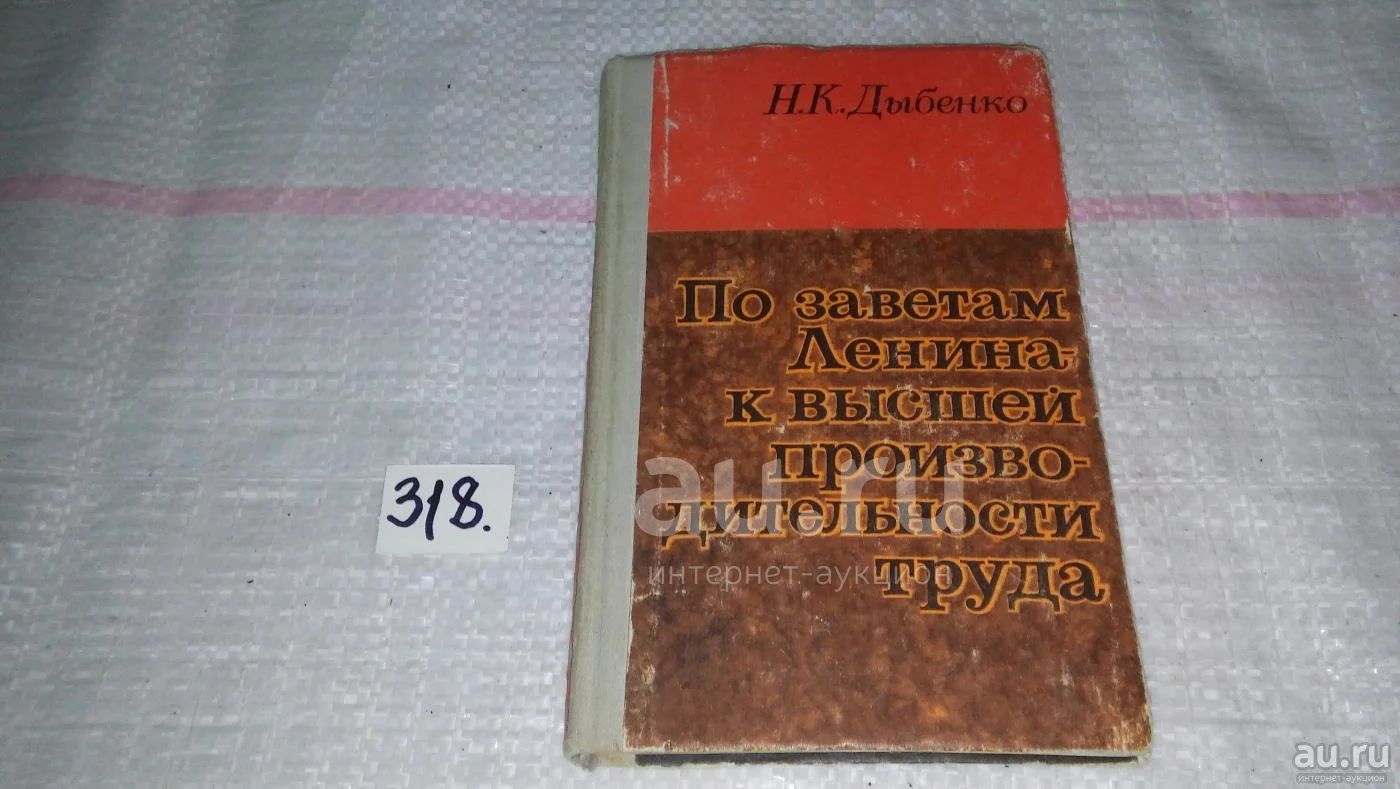 Н.К.Дыбенко
По заветам
Ленина-
к высшей
произво-
дительности
труда
318.
au.ru
интернет-аукцион
au.ru
интернет-аукцион